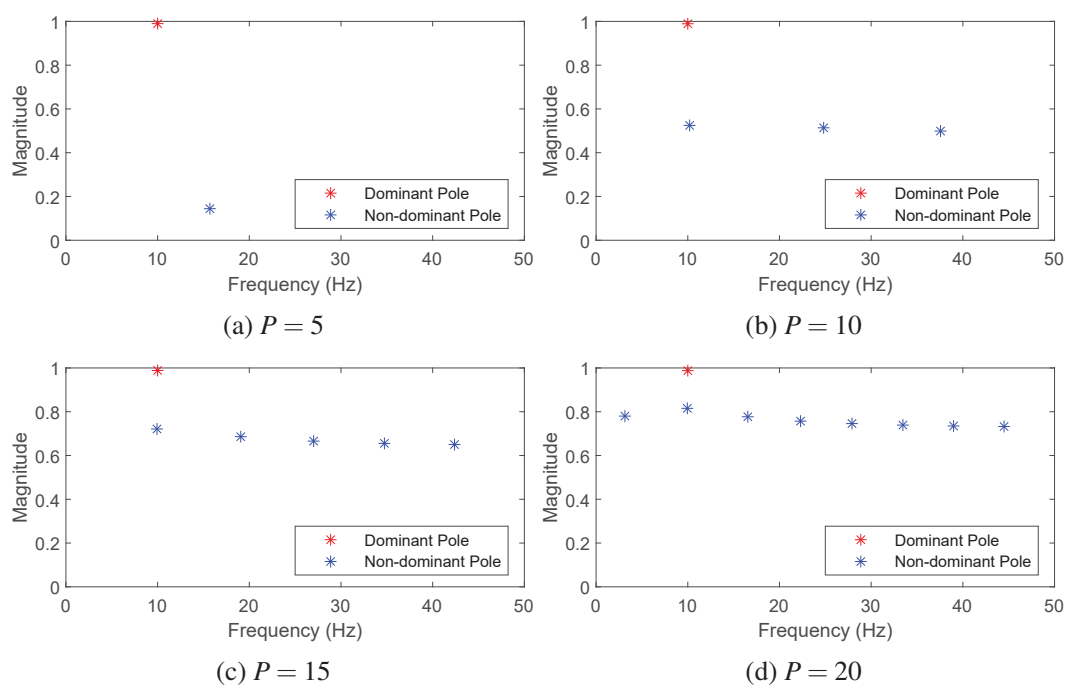 1
0.8
0.6
0.4
0.2
0
Magnitude
Dominant Pole
Non-dominant Pole
0 10 20 30 40 50
Frequency (Hz)
(a) P = 5
1
0.8
0.6
0.4
0.2
0
Magnitude
Dominant Pole
Non-dominant Pole
0 10 20 30 40 50
Frequency (Hz)
(b) P = 10
1
0.8
0.6
0.4
0.2
0
Magnitude
Dominant Pole
Non-dominant Pole
0 10 20 30 40 50
Frequency (Hz)
(c) P = 15
1
0.8
0.6
0.4
0.2
0
Magnitude
Dominant Pole
Non-dominant Pole
0 10 20 30 40 50
Frequency (Hz)
(d) P = 20